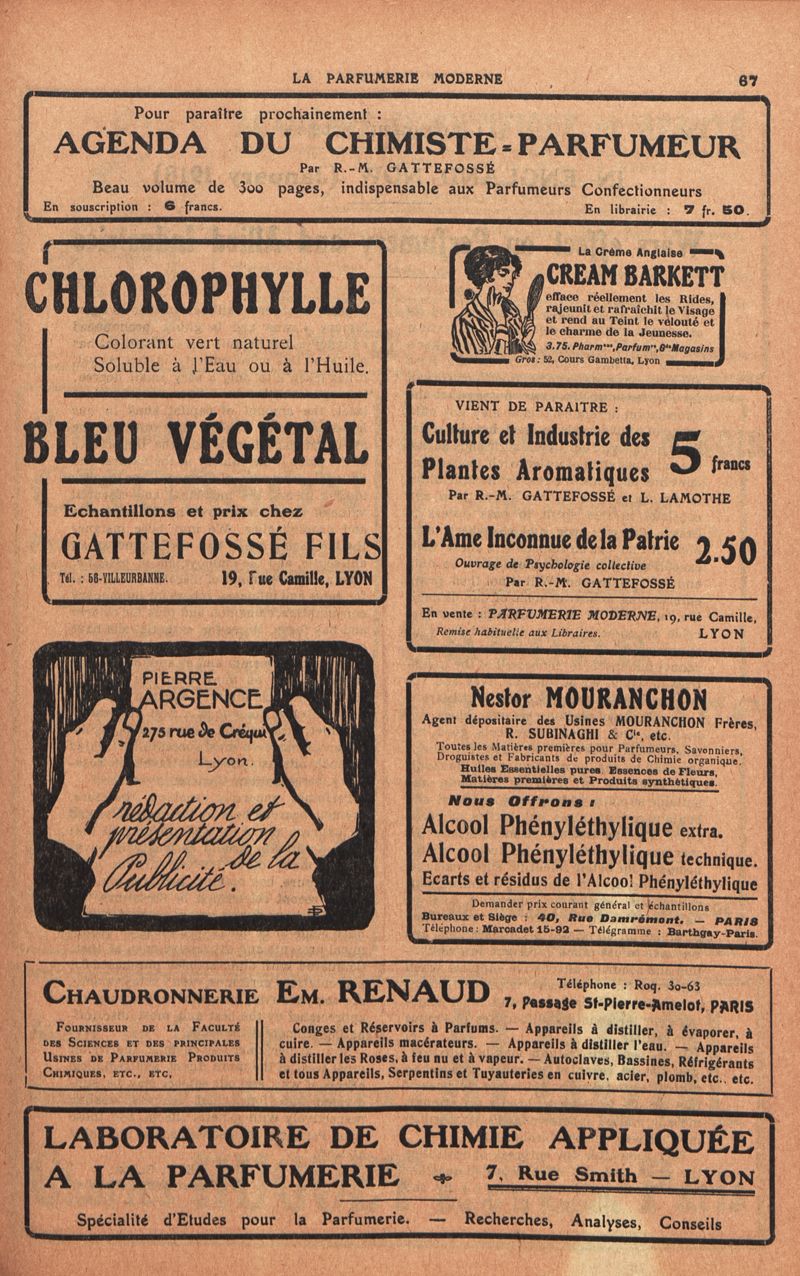 LA PARFUMERIE MODERNE
67
Pour paraître prochainement :
AGENDA DU CHIMISTE=PARFUMEUR
Par R.-M. GATTEFOSSÉ
Beau volume de 300 pages, indispensable aux Parfumeurs Confectionneurs
En souscription : 6 francs.
En librairie : 7 fr. 50.
CHLOROPHYLLE
Colorant vert naturel
Soluble à l'Eau ou à l'Huile.
BLEU VÉGÉTAL
Echantillons et prix chez
GATTEFOSSÉ FILS
Tél. : 58-VILLEURBANNE. 19, rue Camille, LYON
La Crème Anglaise
CREAM BARKETT
efface réellement les Rides,
rajeunit et rafraîchit le Visage
et rend au Teint le velouté et
le charme de la Jeunesse.
3.75. Pharmcies, Parfumies, Gds Magasins
Gros : 52, Cours Gambetta, Lyon
VIENT DE PARAITRE :
Culture et Industrie des
Plantes Aromatiques
5 francs
Par R.-M. GATTEFOSSÉ et L. LAMOTHE
L'Ame Inconnue de la Patrie 2.50
Ouvrage de Psychologie collective
Par R.-M. GATTEFOSSÉ
En vente : PARFUMERIE MODERNE, 19, rue Camille,
Remise habituelle aux Libraires. LYON
PIERRE
ARGENCE
275 rue de Créqui
Lyon.
rédaction et
présentation
de la
Publicité.
Nestor MOURANCHON
Agent dépositaire des Usines MOURANCHON Frères,
R. SUBINAGHI & Cie, etc.
Toutes les Matières premières pour Parfumeurs, Savonniers,
Droguistes et Fabricants de produits de Chimie organique.
Huiles Essentielles pures, Essences de Fleurs,
Matières premières et Produits synthétiques.
Nous Offrons :
Alcool Phényléthylique extra.
Alcool Phényléthylique technique.
Ecarts et résidus de l'Alcool Phényléthylique
Demander prix courant général et échantillons
Bureaux et Siège : 40, Rue Damrémont. — PARIS
Téléphone : Marcadet 15-92 — Télégramme : Barthgay-Paris.
CHAUDRONNERIE EM. RENAUD
Téléphone : Roq. 30-63
7, Passage St-Pierre-Amelot, PARIS
FOURNISSEUR DE LA FACULTÉ
DES SCIENCES ET DES PRINCIPALES
USINES DE PARFUMERIE PRODUITS
CHIMIQUES, ETC., ETC.
Conges et Réservoirs à Parfums. — Appareils à distiller, à évaporer, à
cuire. — Appareils macérateurs. — Appareils à distiller l'eau. — Appareils
à distiller les Roses, à feu nu et à vapeur. — Autoclaves, Bassines, Réfrigérants
et tous Appareils, Serpentins et Tuyauteries en cuivre, acier, plomb, etc., etc.
LABORATOIRE DE CHIMIE APPLIQUÉE
A LA PARFUMERIE 7, Rue Smith — LYON
Spécialité d'Etudes pour la Parfumerie. — Recherches, Analyses, Conseils